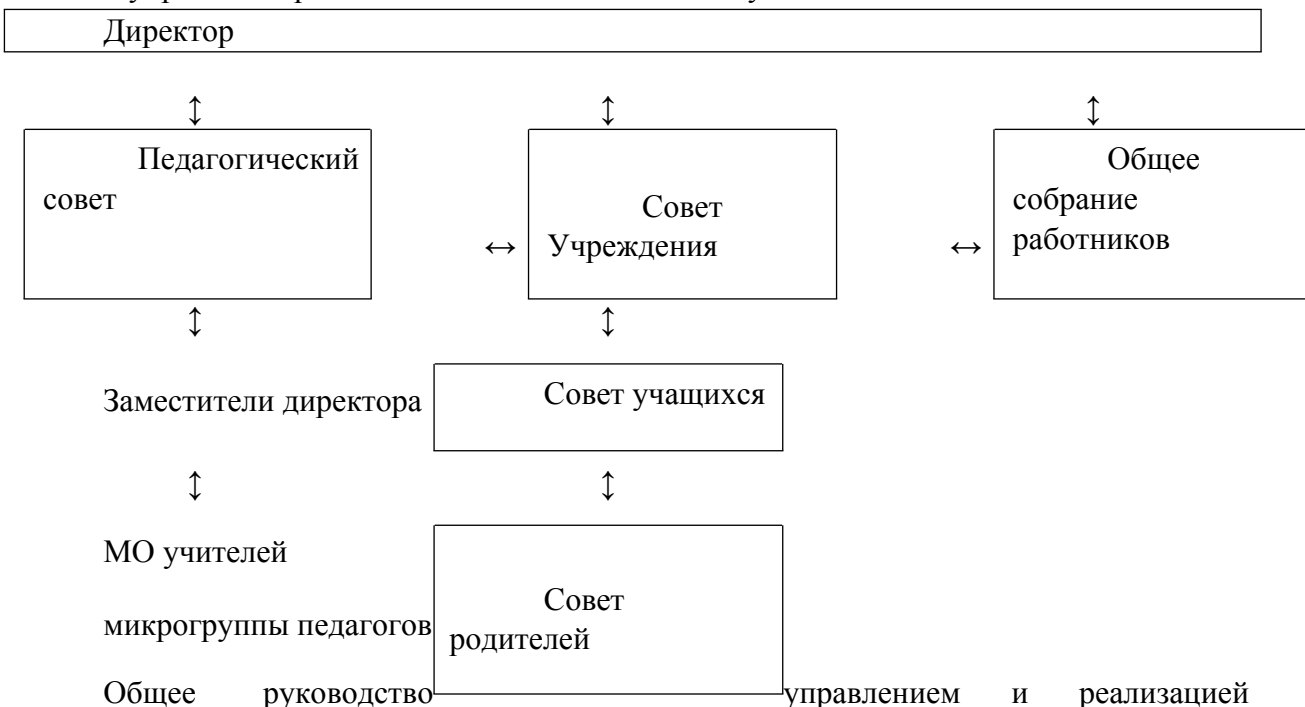 Директор
↕ ↕ ↕
Педагогический
совет
Совет
↔ Учреждения
Общее
собрание
↔ работников
↕ ↕
Заместители директора
Совет учащихся
↕ ↕
МО учителей
микрогруппы педагогов
Совет
родителей
Общее руководство управлением и реализацией